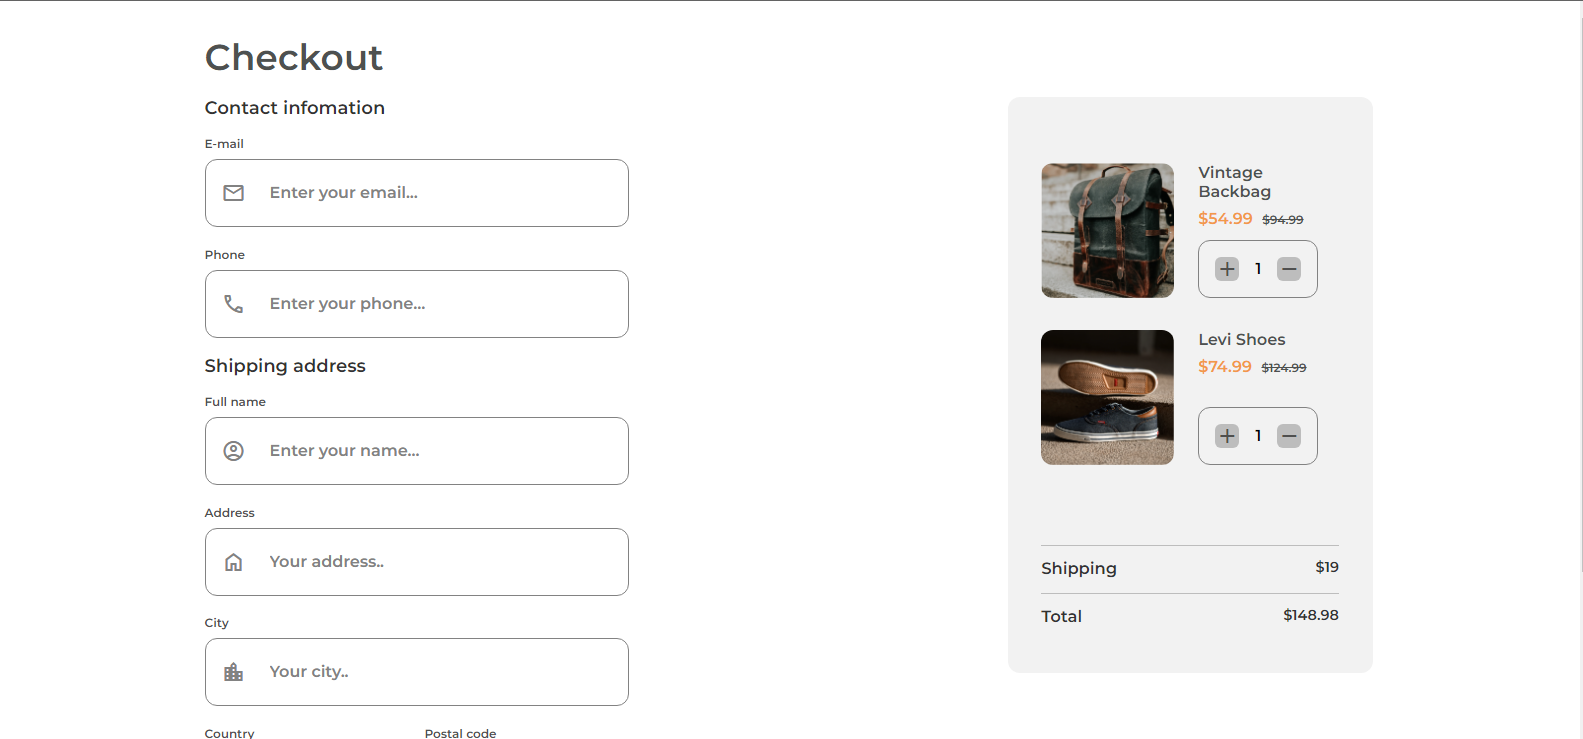 Checkout
Contact infomation
E-mail
Enter your email...
Phone
Enter your phone...
Shipping address
Full name
Enter your name...
Address
Your address..
City
Your city..
Country Postal code
Vintage
Backbag
$54.99 $94.99
1
Levi Shoes
$74.99 $124.99
1
Shipping $19
Total $148.98